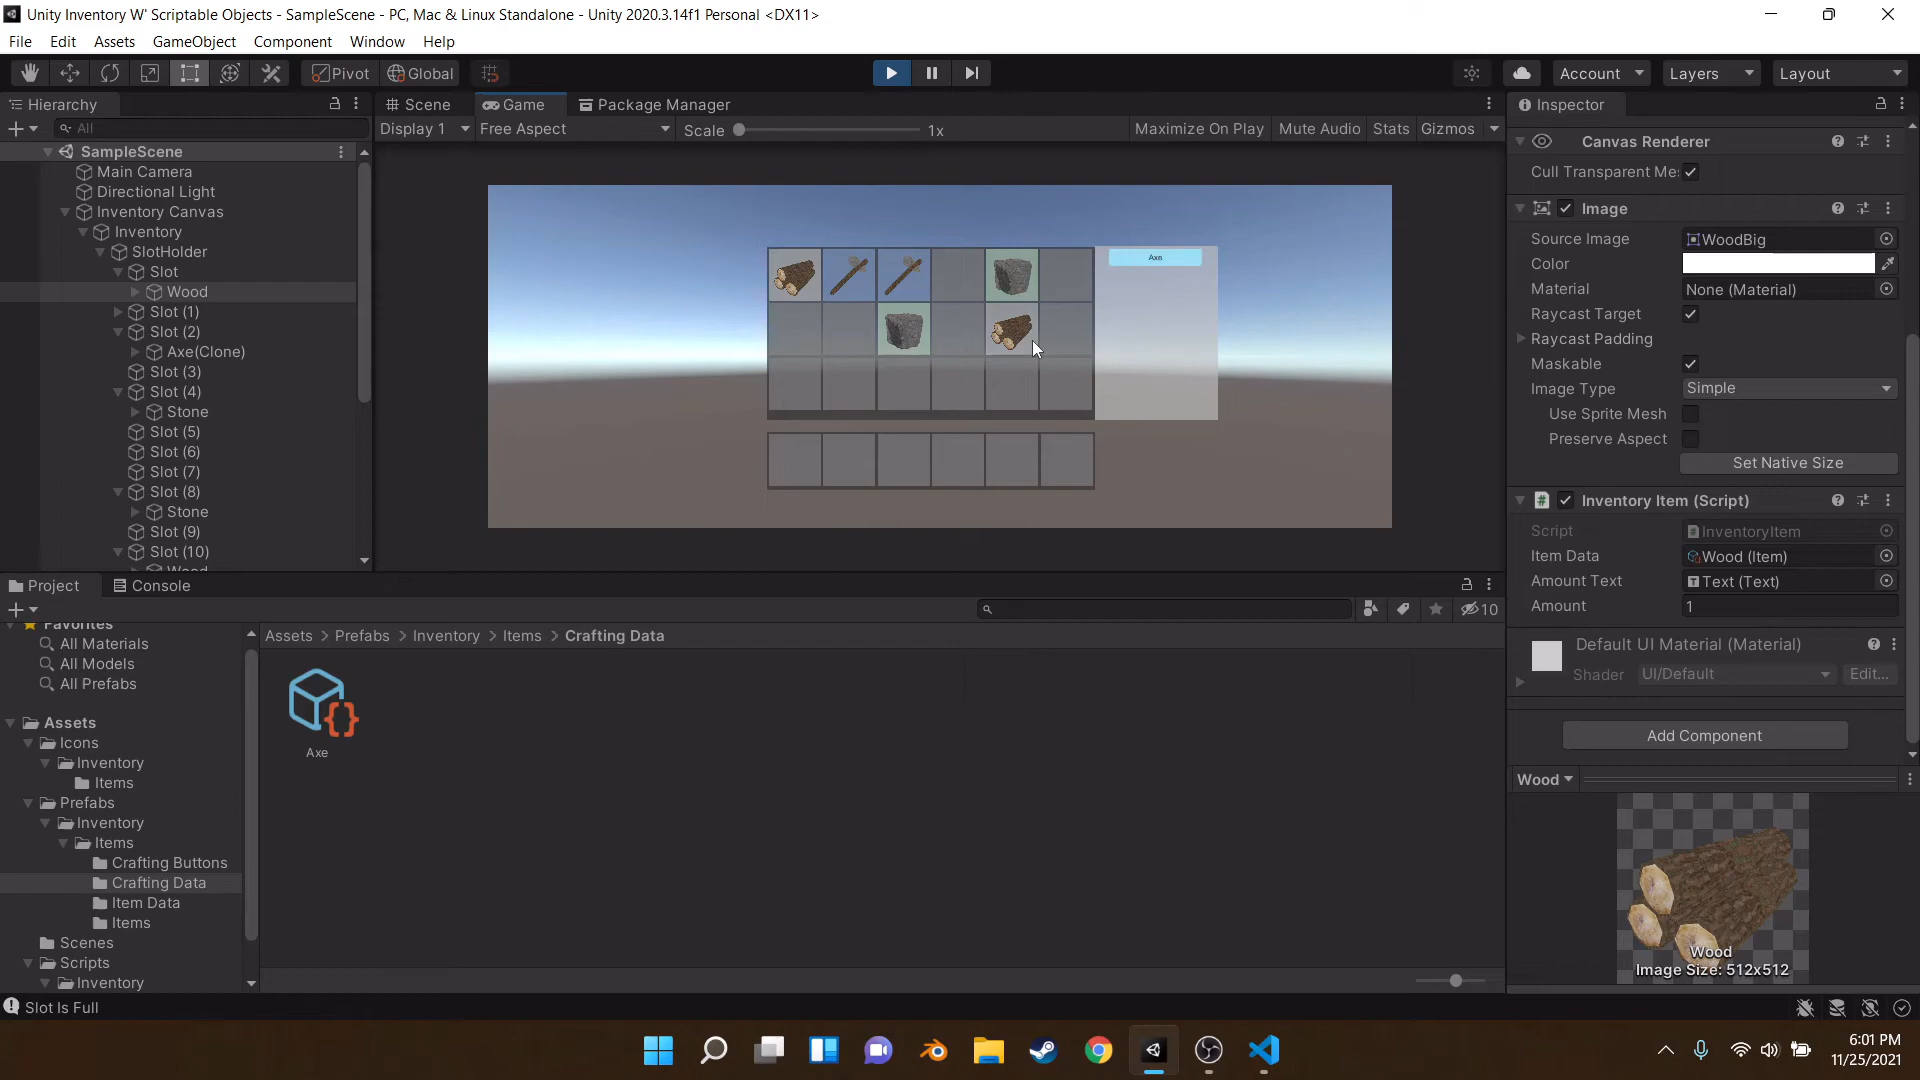 Unity Inventory W' Scriptable Objects - SampleScene - PC, Mac & Linux Standalone - Unity 2020.3.14f1 Personal <DX11>
File Edit Assets GameObject Component Window Help
Pivot Global Account Layers Layout
Hierarchy
All
SampleScene
Main Camera
Directional Light
Inventory Canvas
Inventory
SlotHolder
Slot
Wood
Slot (1)
Slot (2)
Axe(Clone)
Slot (3)
Slot (4)
Stone
Slot (5)
Slot (6)
Slot (7)
Slot (8)
Stone
Slot (9)
Slot (10)
Wood
Scene Game Package Manager
Display 1 Free Aspect Scale 1x Maximize On Play Mute Audio Stats Gizmos
Axe
Inspector
Canvas Renderer
Cull Transparent Me
Image
Source Image WoodBig
Color
Material None (Material)
Raycast Target
Raycast Padding
Maskable
Image Type Simple
Use Sprite Mesh
Preserve Aspect
Set Native Size
Inventory Item (Script)
Script InventoryItem
Item Data Wood (Item)
Amount Text Text (Text)
Amount 1
Default UI Material (Material)
Shader UI/Default Edit...
Add Component
Wood
Wood
Image Size: 512x512
Project Console
10
Favorites
All Materials
All Models
All Prefabs
Assets
Icons
Inventory
Items
Prefabs
Inventory
Items
Crafting Buttons
Crafting Data
Item Data
Items
Scenes
Scripts
Inventory
Assets > Prefabs > Inventory > Items > Crafting Data
Axe
Slot Is Full
6:01 PM
11/25/2021